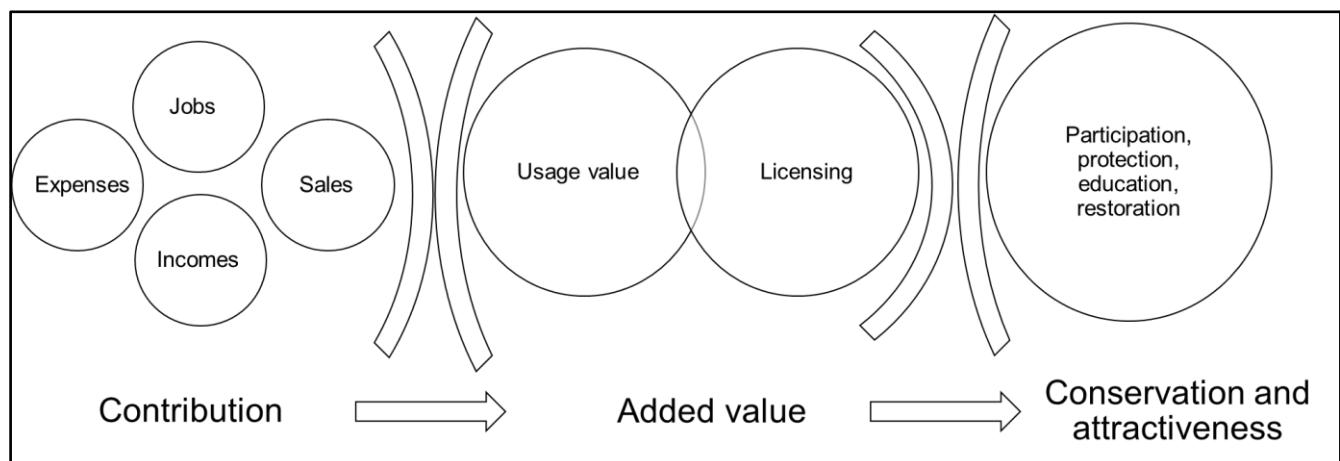 Jobs
Expenses
Sales
Incomes
Usage value
Licensing
Participation,
protection,
education,
restoration
Contribution
Added value
Conservation and
attractiveness